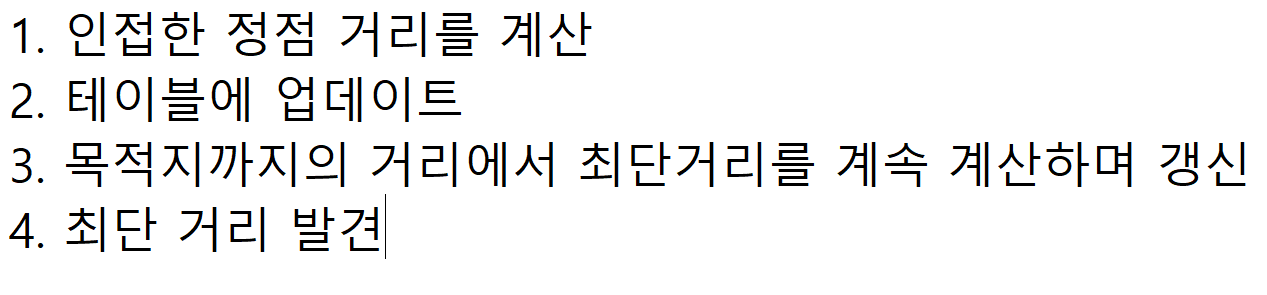 1. 인접한 정점 거리를 계산
2. 테이블에 업데이트
3. 목적지까지의 거리에서 최단거리를 계속 계산하며 갱신
4. 최단 거리 발견